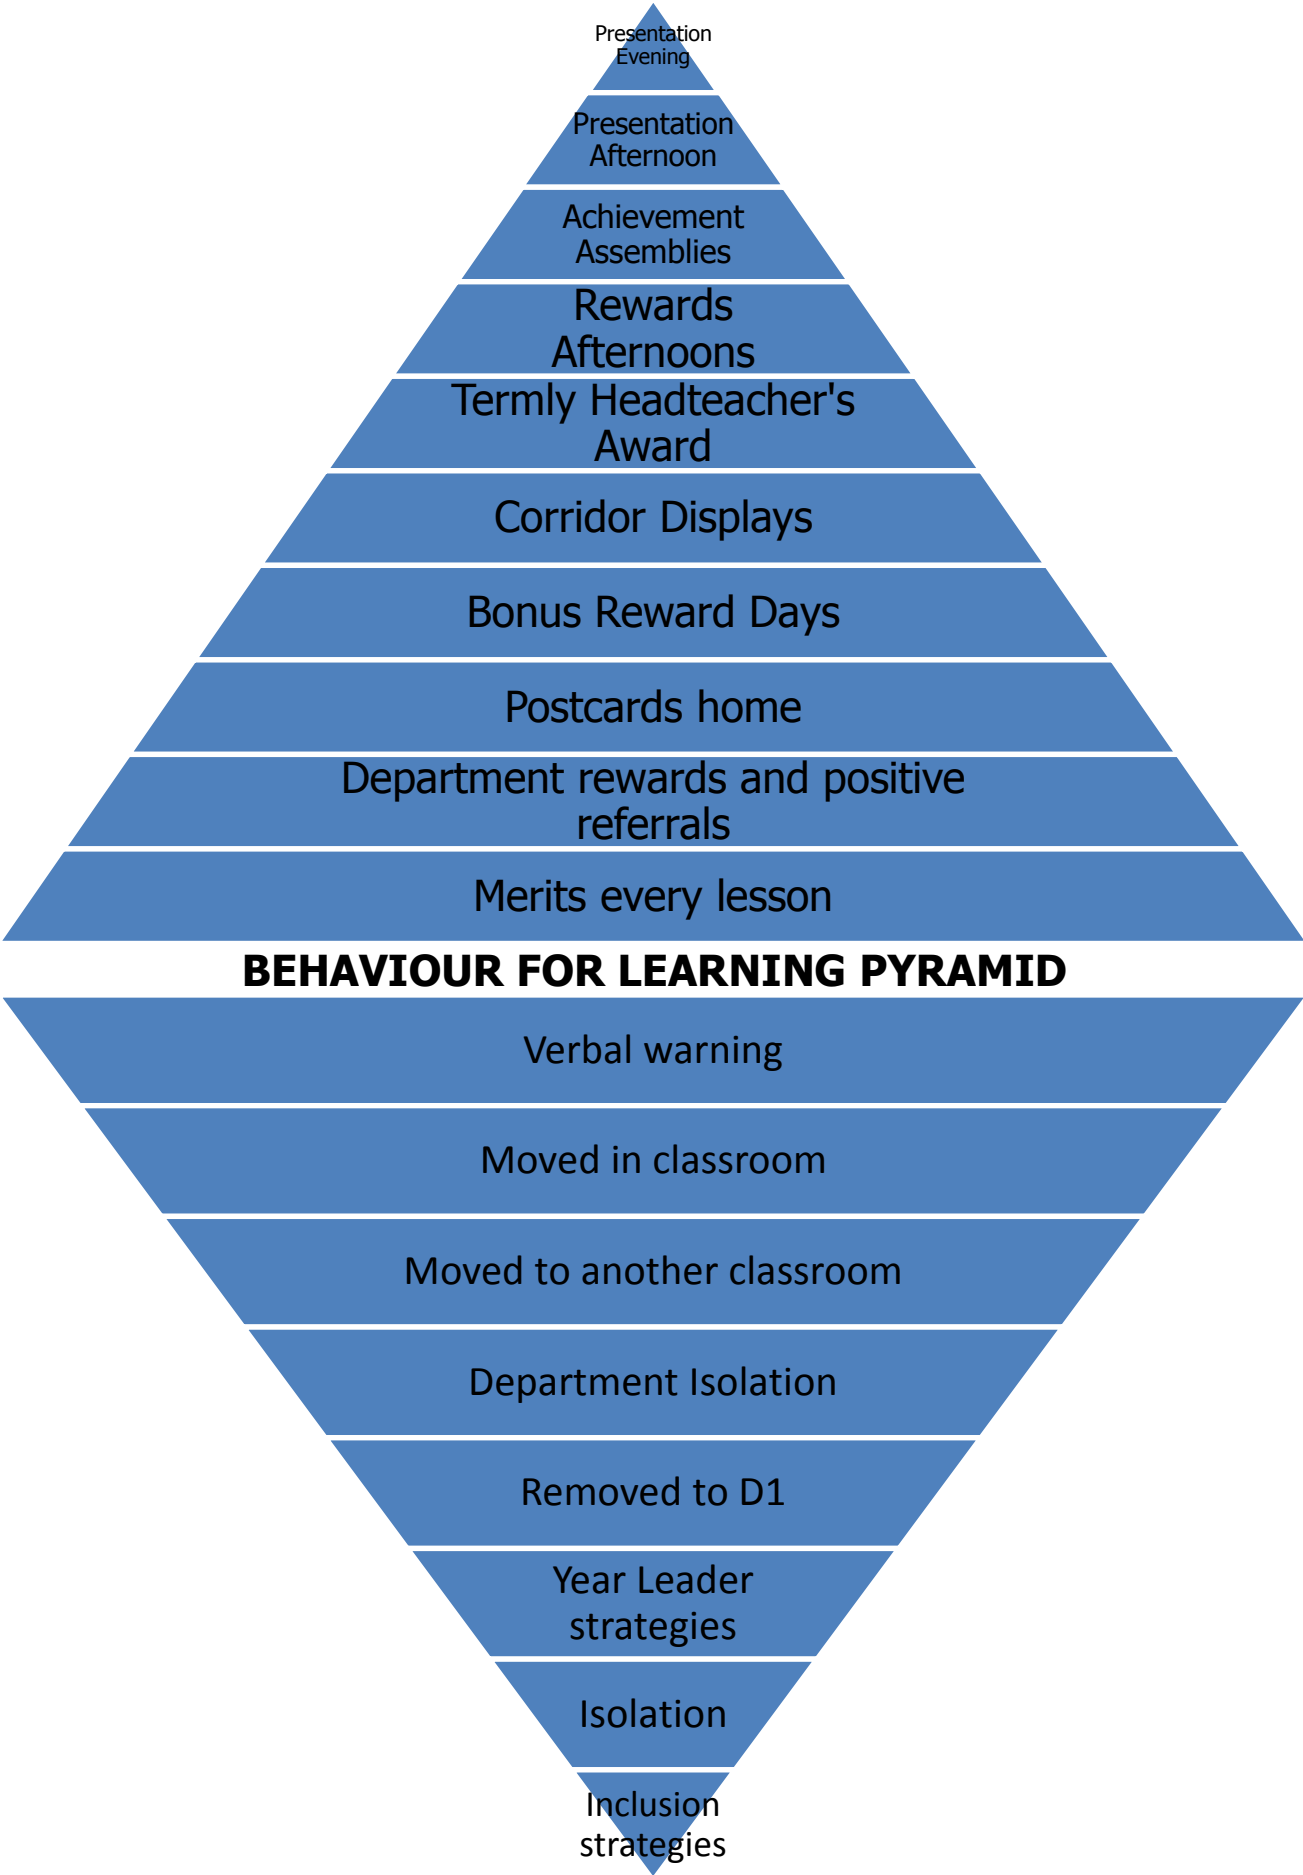 Presentation
Evening
Presentation
Afternoon
Achievement
Assemblies
Rewards
Afternoons
Termly Headteacher's
Award
Corridor Displays
Bonus Reward Days
Postcards home
Department rewards and positive
referrals
Merits every lesson
BEHAVIOUR FOR LEARNING PYRAMID
Verbal warning
Moved in classroom
Moved to another classroom
Department Isolation
Removed to D1
Year Leader
strategies
Isolation
Inclusion
strategies